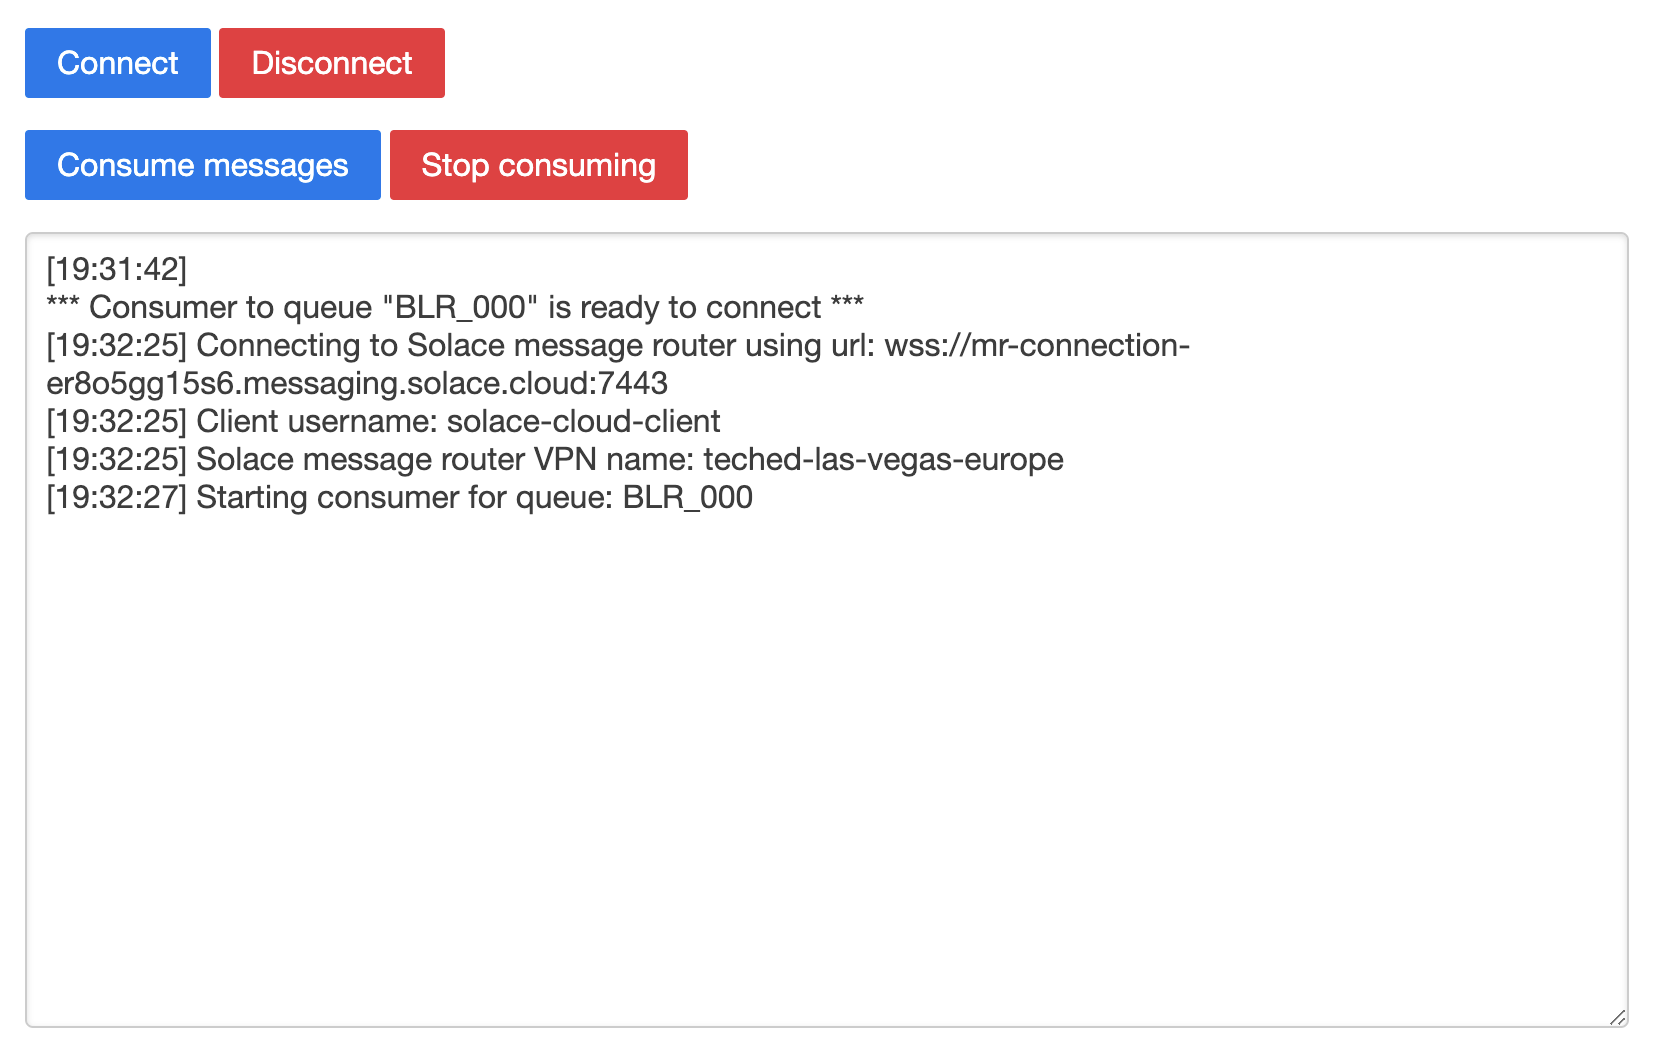 Connect Disconnect
Consume messages Stop consuming
[19:31:42]
*** Consumer to queue "BLR_000" is ready to connect ***
[19:32:25] Connecting to Solace message router using url: wss://mr-connection-
er8o5gg15s6.messaging.solace.cloud:7443
[19:32:25] Client username: solace-cloud-client
[19:32:25] Solace message router VPN name: teched-las-vegas-europe
[19:32:27] Starting consumer for queue: BLR_000